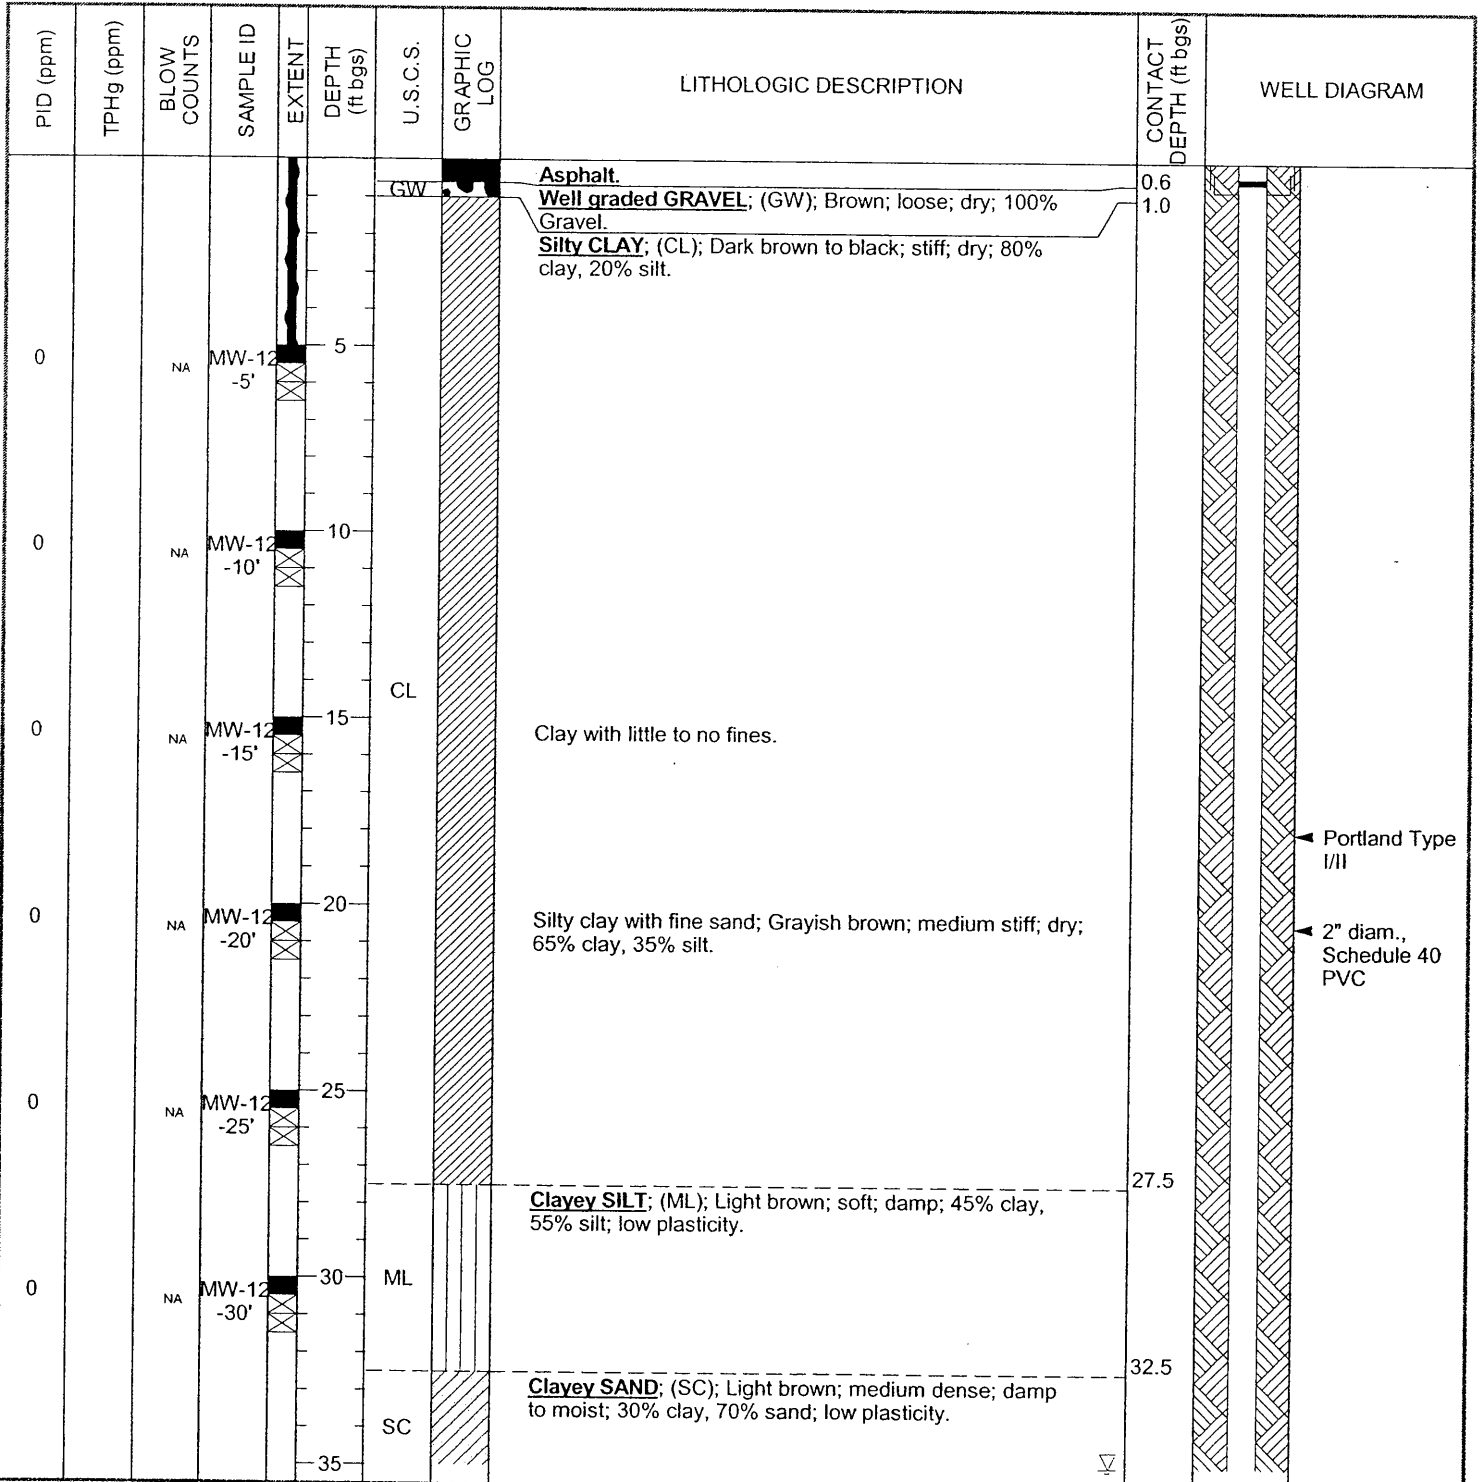 PID (ppm)
TPHg (ppm)
BLOW
COUNTS
SAMPLE ID
EXTENT
DEPTH
(ft bgs)
U.S.C.S.
GRAPHIC
LOG
LITHOLOGIC DESCRIPTION
CONTACT
DEPTH (ft bgs)
WELL DIAGRAM
Asphalt.
0.6
GW
Well graded GRAVEL; (GW); Brown; loose; dry; 100%
Gravel.
1.0
Silty CLAY; (CL); Dark brown to black; stiff; dry; 80%
clay, 20% silt.
0
NA
MW-12
-5'
5
0
NA
MW-12
-10'
10
CL
0
NA
MW-12
-15'
15
Clay with little to no fines.
Portland Type
I/II
0
NA
MW-12
-20'
20
Silty clay with fine sand; Grayish brown; medium stiff; dry;
65% clay, 35% silt.
2" diam.,
Schedule 40
PVC
0
NA
MW-12
-25'
25
27.5
Clayey SILT; (ML); Light brown; soft; damp; 45% clay,
55% silt; low plasticity.
0
NA
MW-12
-30'
30
ML
32.5
Clayey SAND; (SC); Light brown; medium dense; damp
to moist; 30% clay, 70% sand; low plasticity.
SC
35